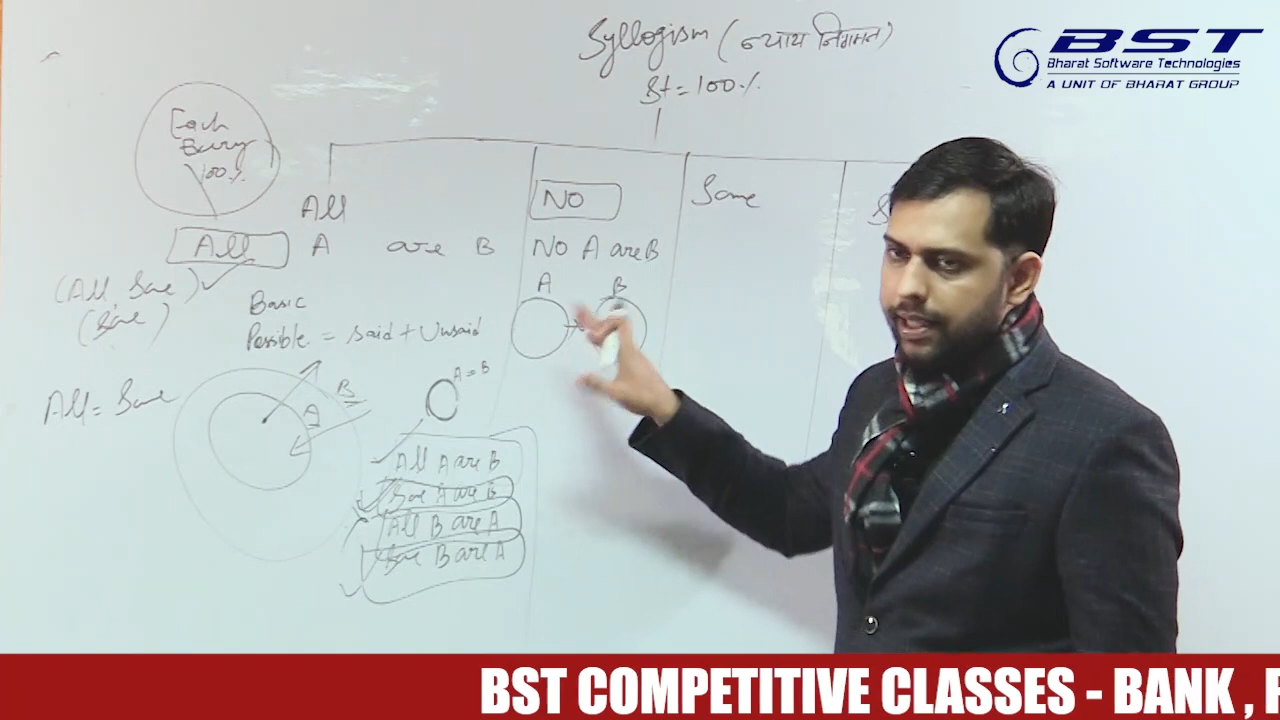 Syllogism (न्याय निगमन)
St = 100%
BST
Bharat Software Technologies
A UNIT OF BHARAT GROUP
Each
Every
100%
All
NO
Some
All A are B
NO A are B
(All, Some)
(Some)
Basic
Possible = Said + Unsaid
A B
All = Some
A B
A = B
All A are B
Some A are B
All B are A
Some B are A
BST COMPETITIVE CLASSES - BANK ,